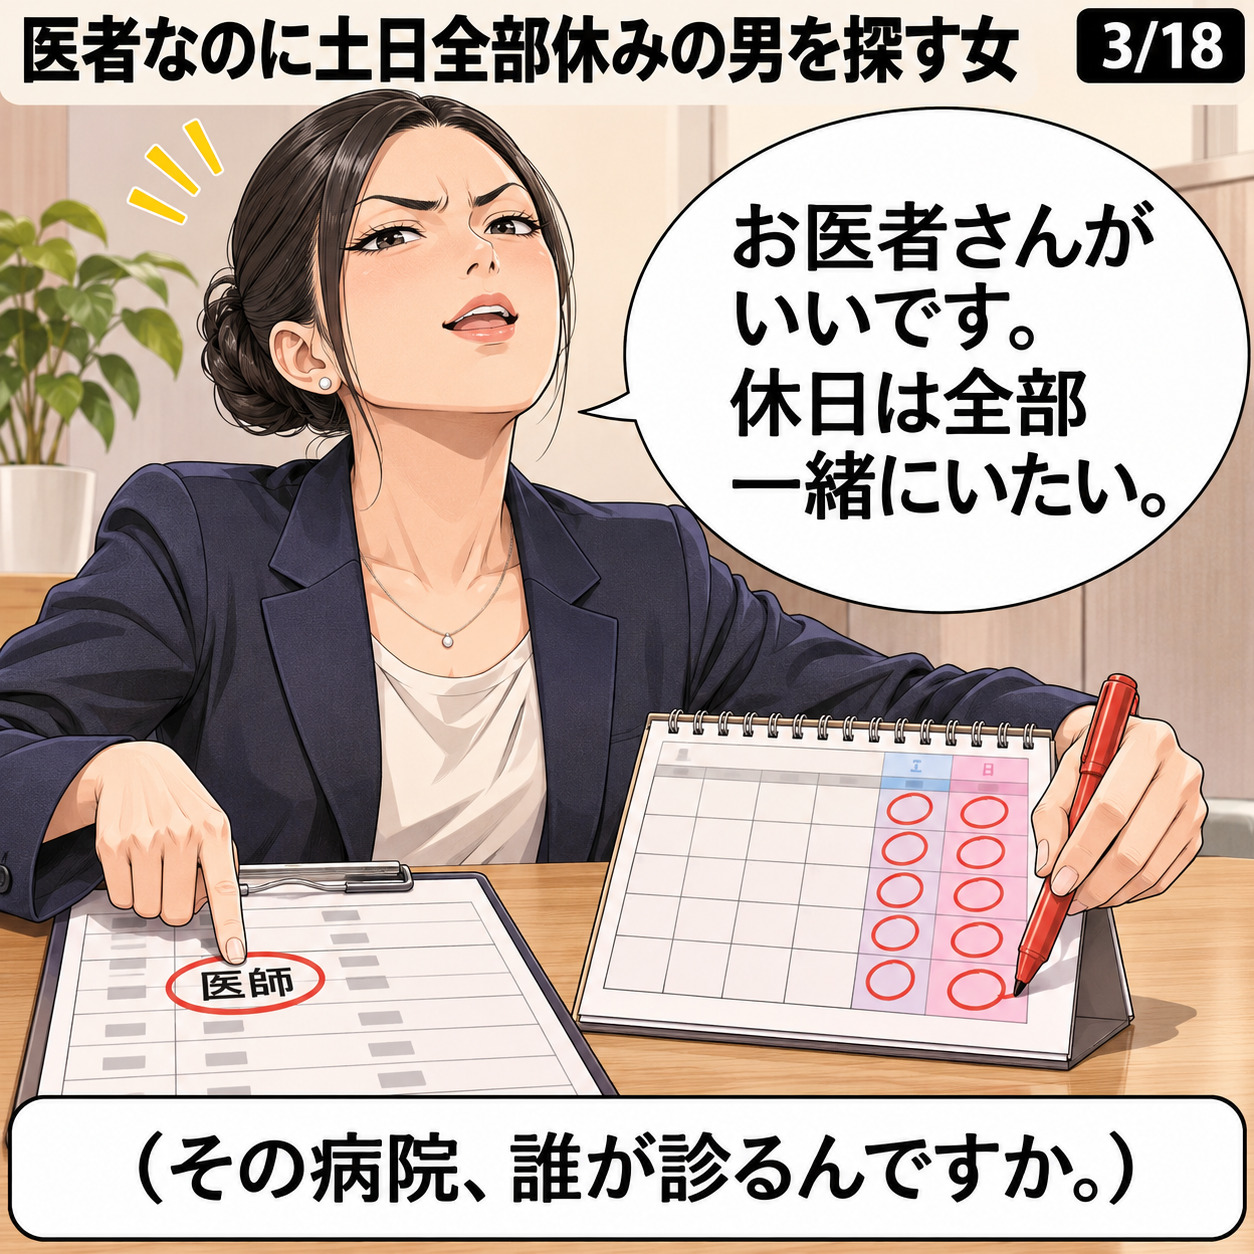 医者なのに土日全部休みの男を探す女
3/18
お医者さんが
いいです。
休日は全部
一緒にいたい。
日
医師
（その病院、誰が診るんですか。）